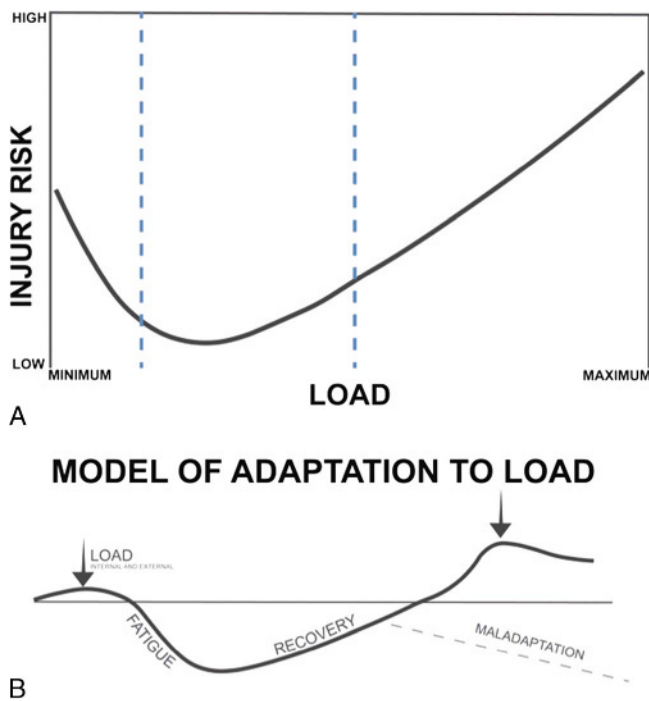 HIGH
INJURY RISK
LOW
MINIMUM
MAXIMUM
LOAD
A
MODEL OF ADAPTATION TO LOAD
LOAD
INTERNAL AND EXTERNAL
FATIGUE
RECOVERY
MALADAPTATION
B